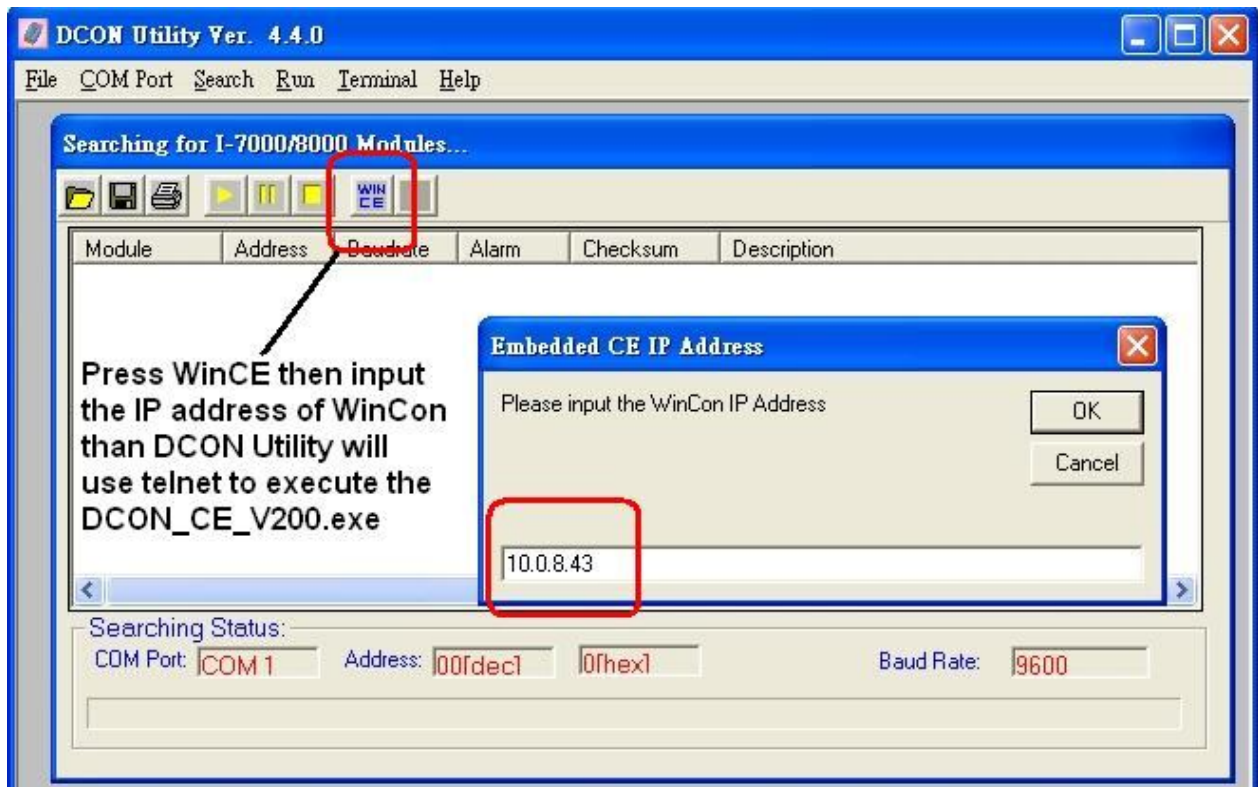 DCON Utility Ver. 4.4.0
File COM Port Search Run Terminal Help
Searching for I-7000/8000 Modules...
WIN
CE
Module Address Baudrate Alarm Checksum Description
Press WinCE then input
the IP address of WinCon
than DCON Utility will
use telnet to execute the
DCON_CE_V200.exe
Embedded CE IP Address
Please input the WinCon IP Address
OK
Cancel
10.0.8.43
Searching Status:
COM Port: COM 1 Address: 00[dec] 0[hex] Baud Rate: 9600